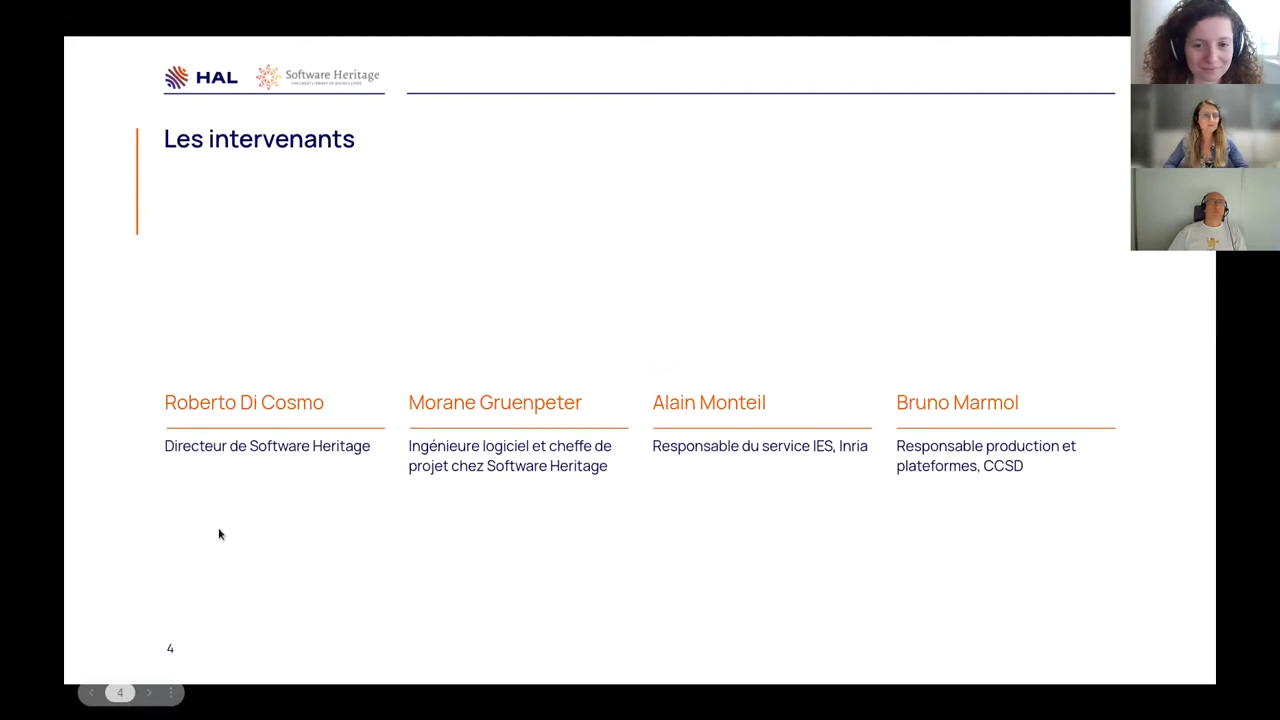 HAL
Software Heritage
Les intervenants
Roberto Di Cosmo
Directeur de Software Heritage
Morane Gruenpeter
Ingénieure logiciel et cheffe de
projet chez Software Heritage
Alain Monteil
Responsable du service IES, Inria
Bruno Marmol
Responsable production et
plateformes, CCSD
4
4